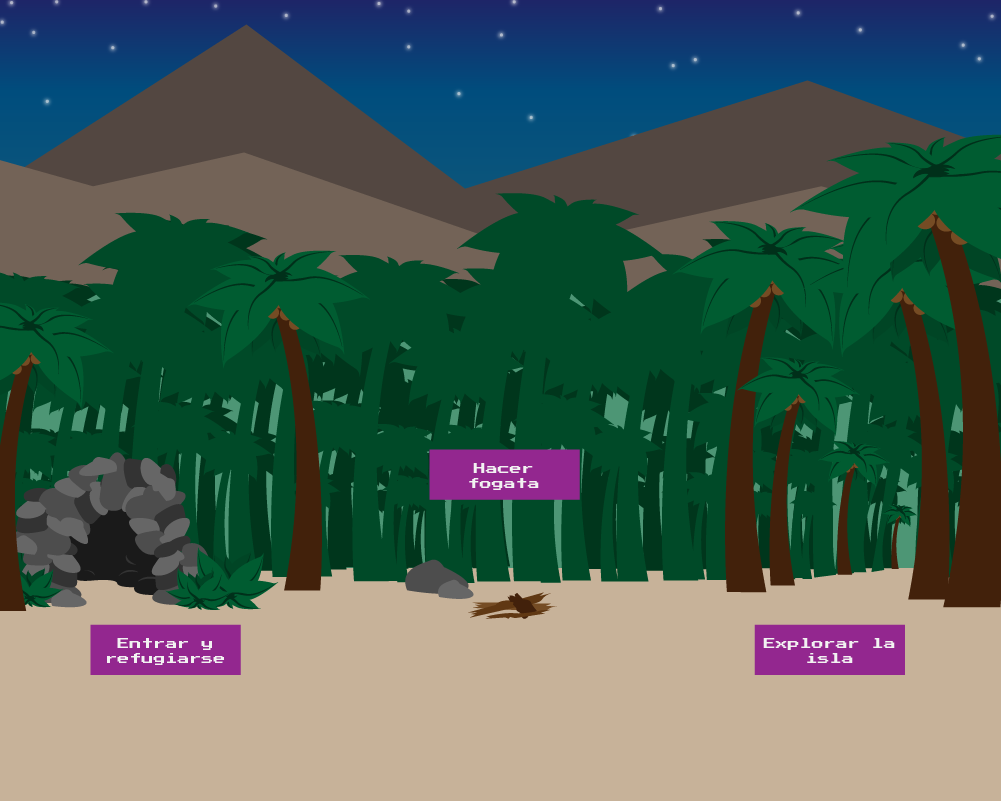 Hacer
fogata
Entrar y
refugiarse
Explorar la
isla